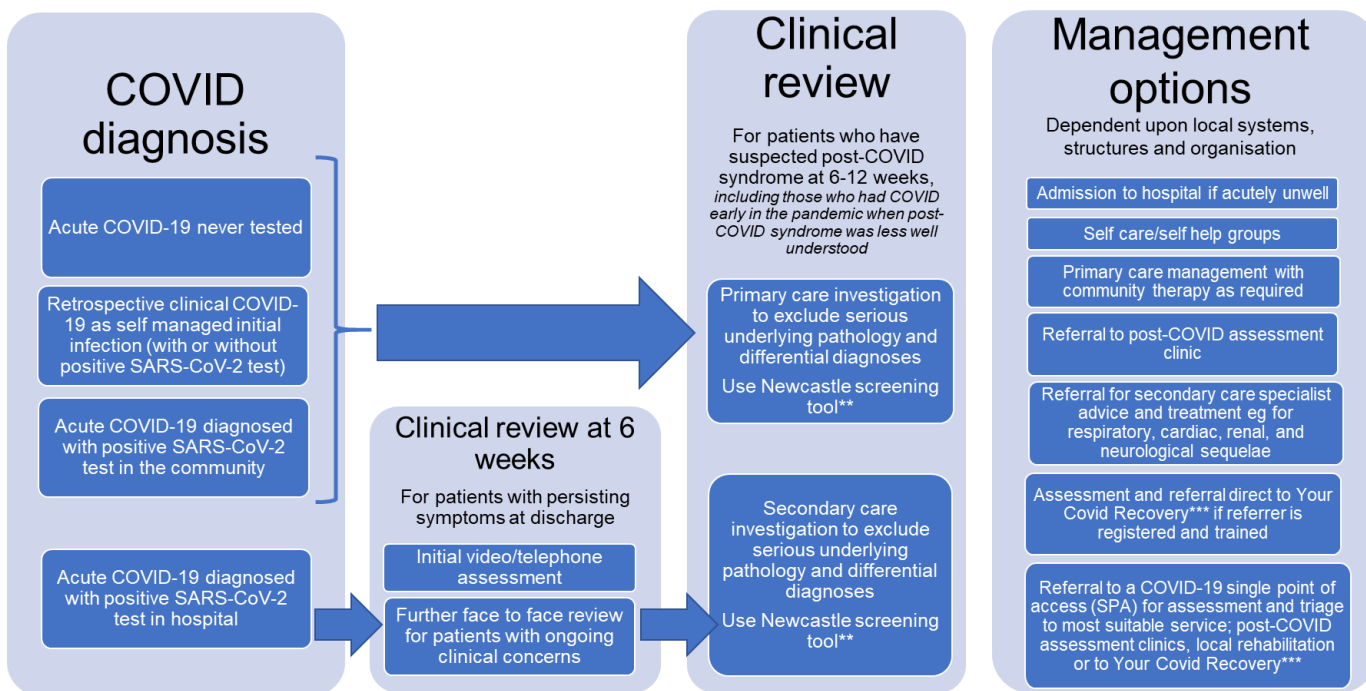 COVID
diagnosis
Acute COVID-19 never tested
Retrospective clinical COVID-
19 as self managed initial
infection (with or without
positive SARS-CoV-2 test)
Acute COVID-19 diagnosed
with positive SARS-CoV-2
test in the community
Acute COVID-19 diagnosed
with positive SARS-CoV-2
test in hospital
Clinical review at 6
weeks
For patients with persisting
symptoms at discharge
Initial video/telephone
assessment
Further face to face review
for patients with ongoing
clinical concerns
Clinical
review
For patients who have
suspected post-COVID
syndrome at 6-12 weeks,
including those who had COVID
early in the pandemic when post-
COVID syndrome was less well
understood
Primary care investigation
to exclude serious
underlying pathology and
differential diagnoses
Use Newcastle screening
tool**
Secondary care
investigation to exclude
serious underlying
pathology and differential
diagnoses
Use Newcastle screening
tool**
Management
options
Dependent upon local systems,
structures and organisation
Admission to hospital if acutely unwell
Self care/self help groups
Primary care management with
community therapy as required
Referral to post-COVID assessment
clinic
Referral for secondary care specialist
advice and treatment eg for
respiratory, cardiac, renal, and
neurological sequelae
Assessment and referral direct to Your
Covid Recovery*** if referrer is
registered and trained
Referral to a COVID-19 single point of
access (SPA) for assessment and triage
to most suitable service; post-COVID
assessment clinics, local rehabilitation
or to Your Covid Recovery***